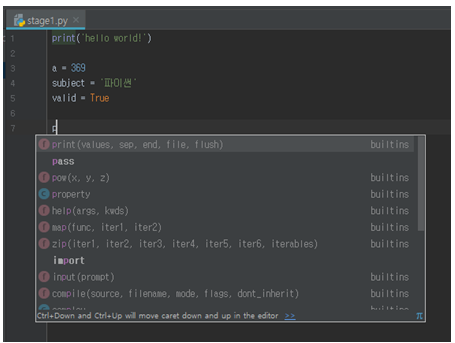 stage1.py
1 print('hello world!')
2
3 a = 369
4 subject = '파이썬'
5 valid = True
6
7 p
print(values, sep, end, file, flush) builtins
pass
pow(x, y, z) builtins
property builtins
help(args, kwds) builtins
map(func, iter1, iter2) builtins
zip(iter1, iter2, iter3, iter4, iter5, iter6, iterables) builtins
import
input(prompt) builtins
compile(source, filename, mode, flags, dont_inherit) builtins
Ctrl+Down and Ctrl+Up will move caret down and up in the editor >> π